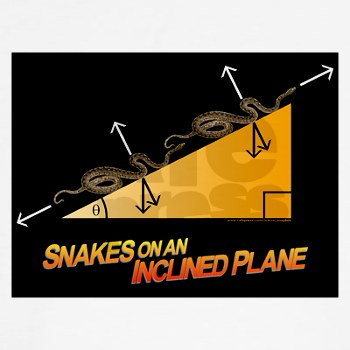 θ
SNAKES ON AN
INCLINED PLANE